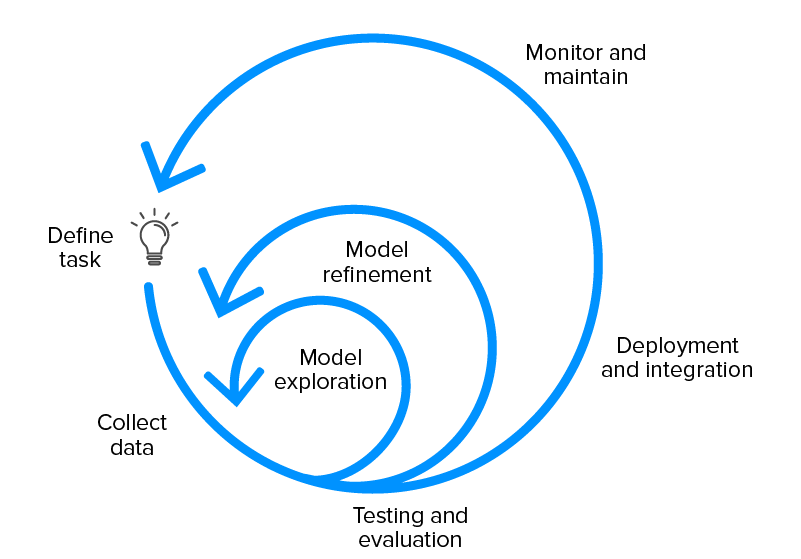 Monitor and
maintain
Define
task
Model
refinement
Model
exploration
Deployment
and integration
Collect
data
Testing and
evaluation